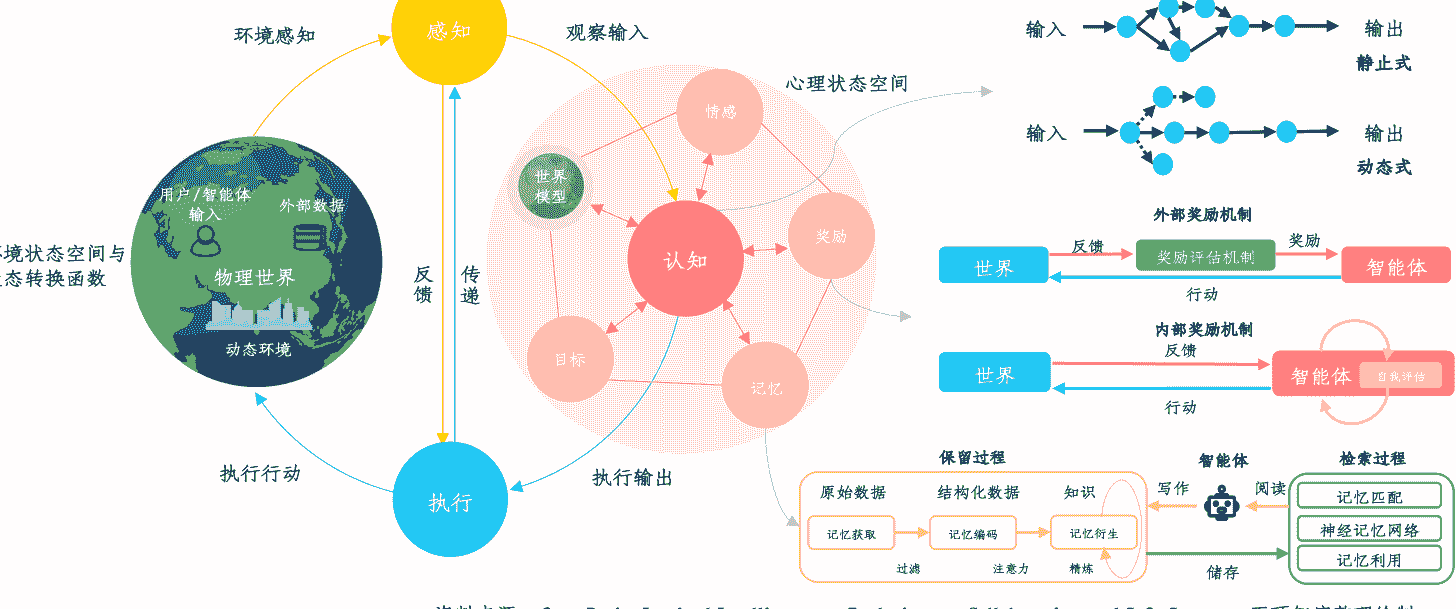 环境感知
感知
观察输入
心理状态空间
输入
输出
静止式
输入
输出
动态式
情感
世界
模型
认知
奖励
目标
记忆
用户/智能体
输入
外部数据
物理世界
动态环境
环境状态空间与
态转换函数
反馈
传递
执行行动
执行
执行输出
外部奖励机制
世界
反馈
奖励评估机制
奖励
智能体
行动
内部奖励机制
反馈
世界
智能体
自我评估
行动
保留过程
原始数据
结构化数据
知识
记忆获取
记忆编码
记忆衍生
过滤
注意力
精炼
智能体
写作
阅读
储存
检索过程
记忆匹配
神经记忆网络
记忆利用